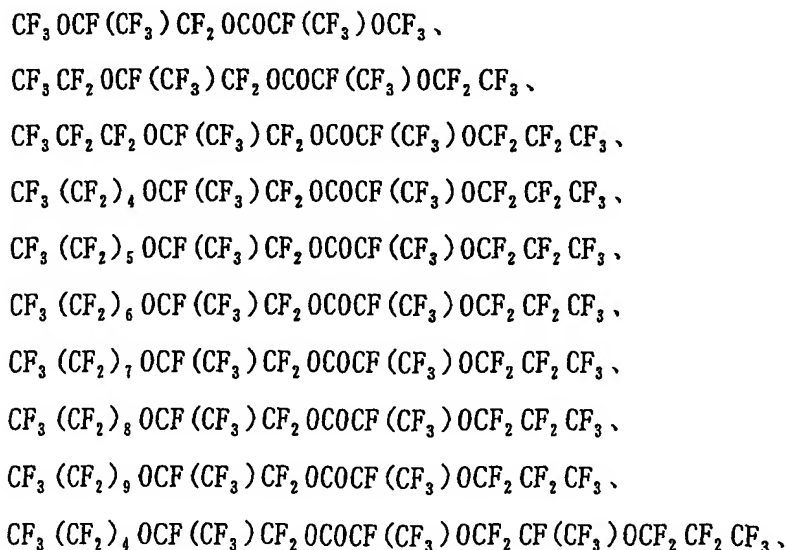 CF₃OCF(CF₃)CF₂OCOCF(CF₃)OCF₃、
CF₃CF₂OCF(CF₃)CF₂OCOCF(CF₃)OCF₂CF₃、
CF₃CF₂CF₂OCF(CF₃)CF₂OCOCF(CF₃)OCF₂CF₂CF₃、
CF₃(CF₂)₄OCF(CF₃)CF₂OCOCF(CF₃)OCF₂CF₂CF₃、
CF₃(CF₂)₅OCF(CF₃)CF₂OCOCF(CF₃)OCF₂CF₂CF₃、
CF₃(CF₂)₆OCF(CF₃)CF₂OCOCF(CF₃)OCF₂CF₂CF₃、
CF₃(CF₂)₇OCF(CF₃)CF₂OCOCF(CF₃)OCF₂CF₂CF₃、
CF₃(CF₂)₈OCF(CF₃)CF₂OCOCF(CF₃)OCF₂CF₂CF₃、
CF₃(CF₂)₉OCF(CF₃)CF₂OCOCF(CF₃)OCF₂CF₂CF₃、
CF₃(CF₂)₄OCF(CF₃)CF₂OCOCF(CF₃)OCF₂CF(CF₃)OCF₂CF₂CF₃、